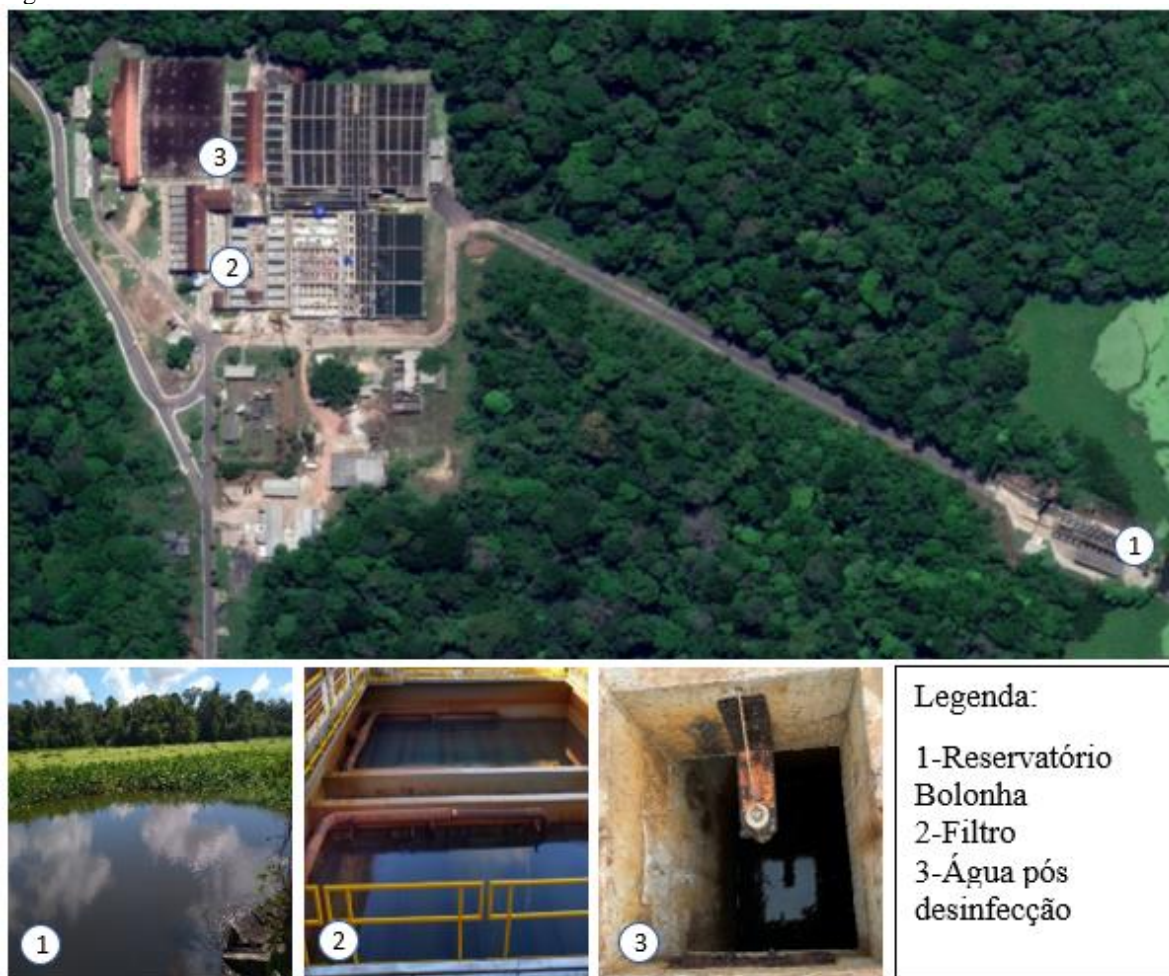 3
2
1
1
2
3
Legenda:
1-Reservatório
Bolonha
2-Filtro
3-Água pós
desinfecção